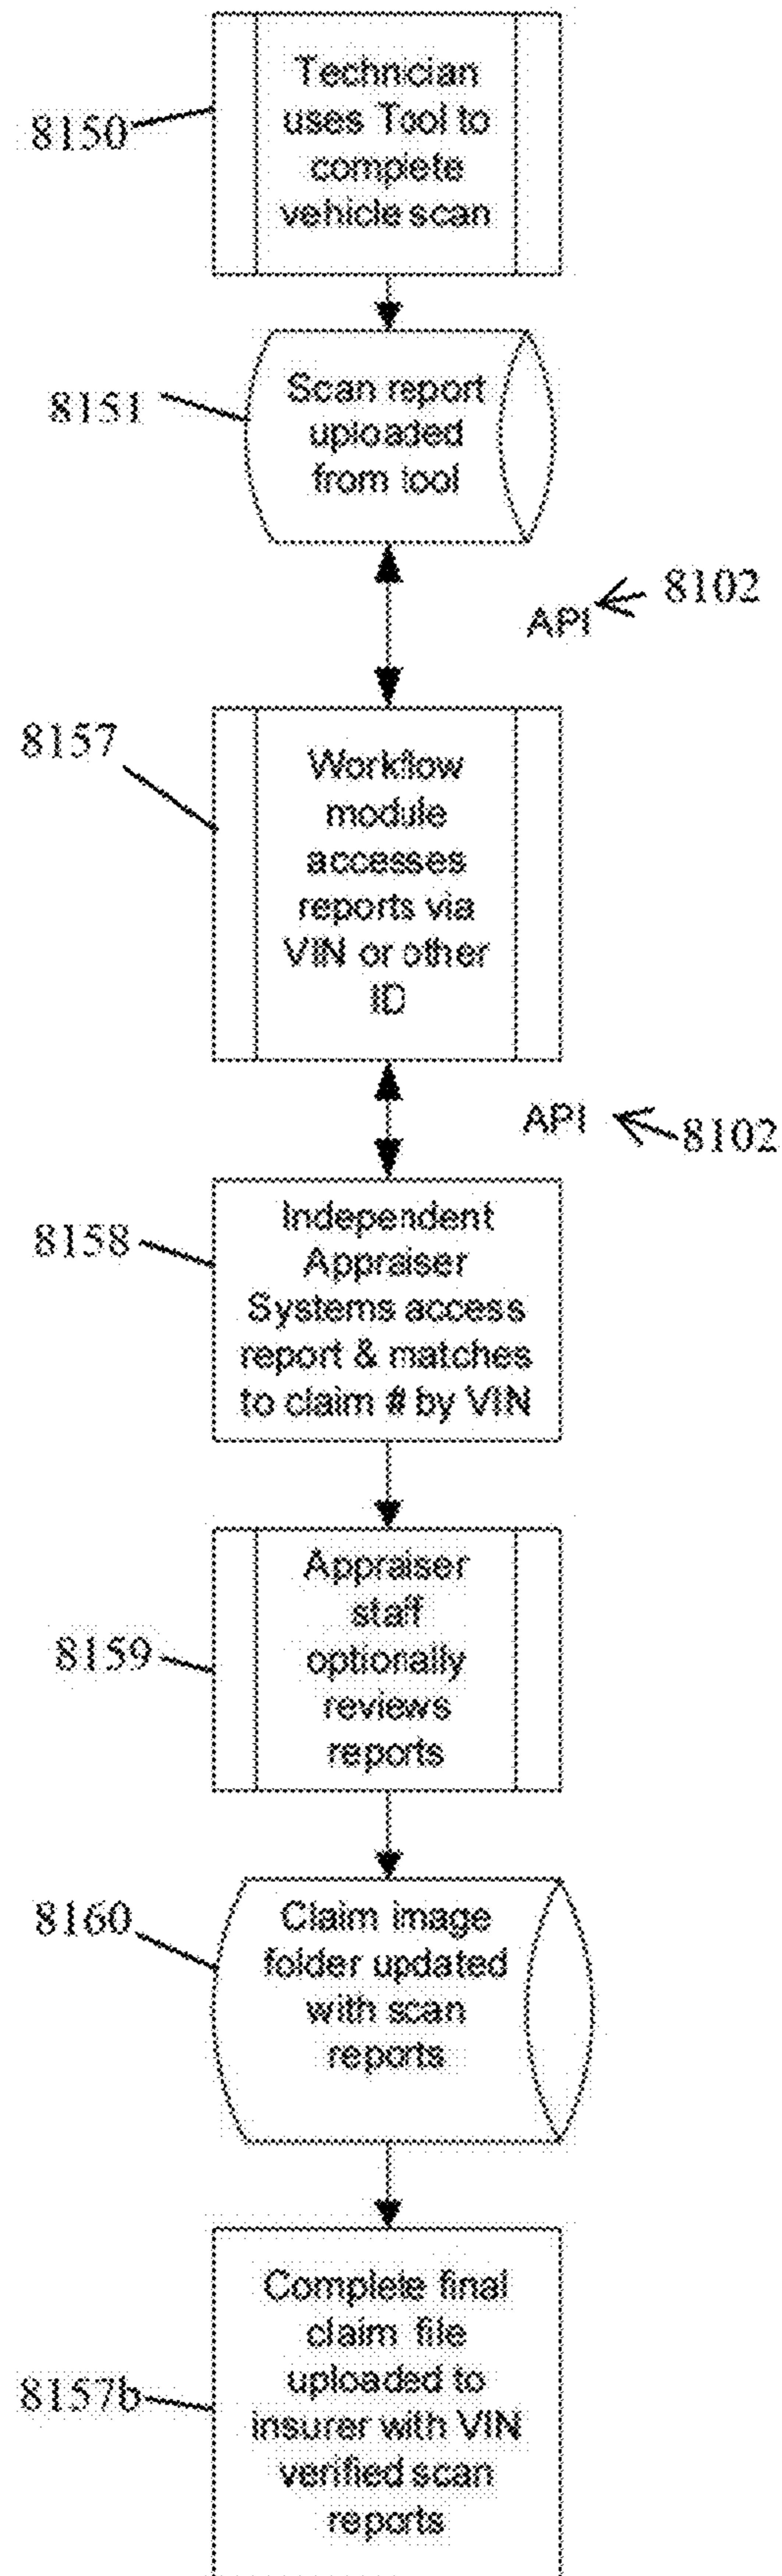 Technician
uses Tool to
complete
vehicle scan
8150
Scan report
uploaded
from tool
8151
API
8102
8157
Workflow
module
accesses
reports via
VIN or other
ID
API
8102
8158
Independent
Appraiser
Systems access
report & matches
to claim # by VIN
8159
Appraiser
staff
optionally
reviews
reports
8160
Claim image
folder updated
with scan
reports
8157b
Complete final
claim file
uploaded to
insurer with VIN
verified scan
reports